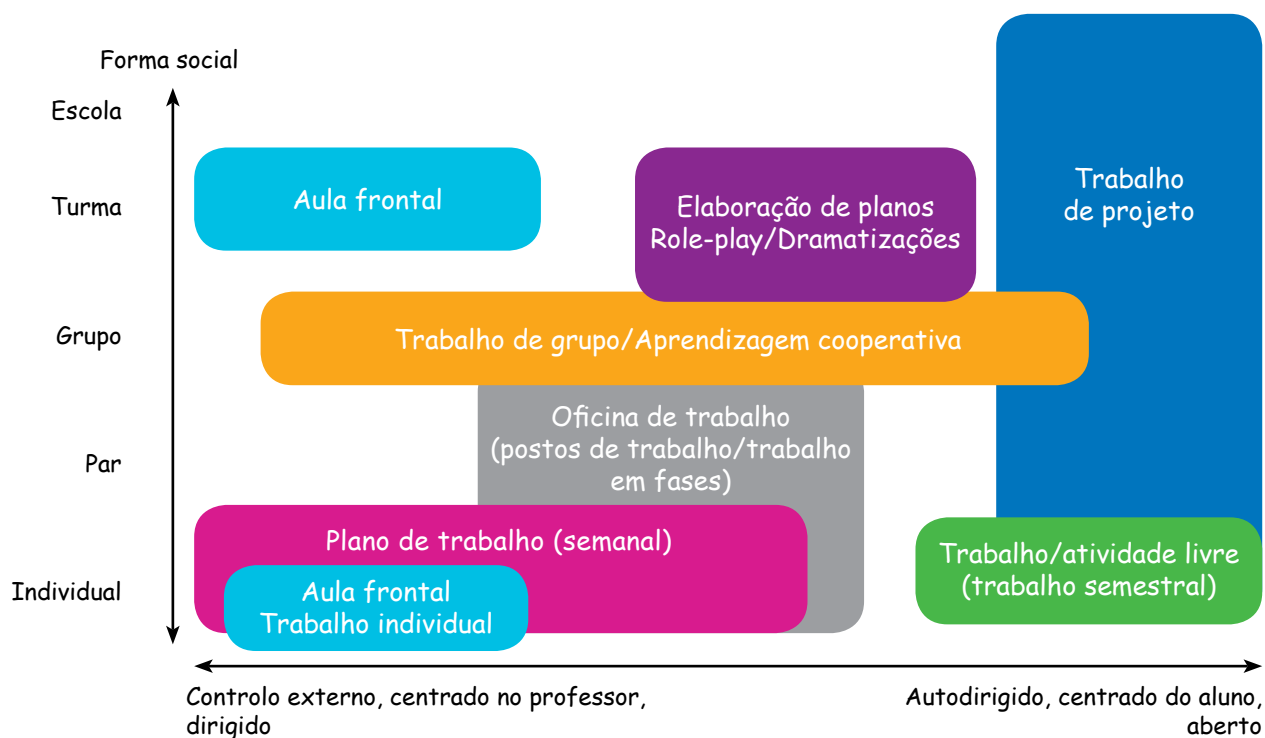 Forma social
Escola
Turma
Grupo
Par
Individual
Aula frontal
Elaboração de planos
Role-play/Dramatizações
Trabalho
de projeto
Trabalho de grupo/Aprendizagem cooperativa
Oficina de trabalho
(postos de trabalho/trabalho
em fases)
Plano de trabalho (semanal)
Aula frontal
Trabalho individual
Trabalho/atividade livre
(trabalho semestral)
Controlo externo, centrado no professor,
dirigido
Autodirigido, centrado do aluno,
aberto